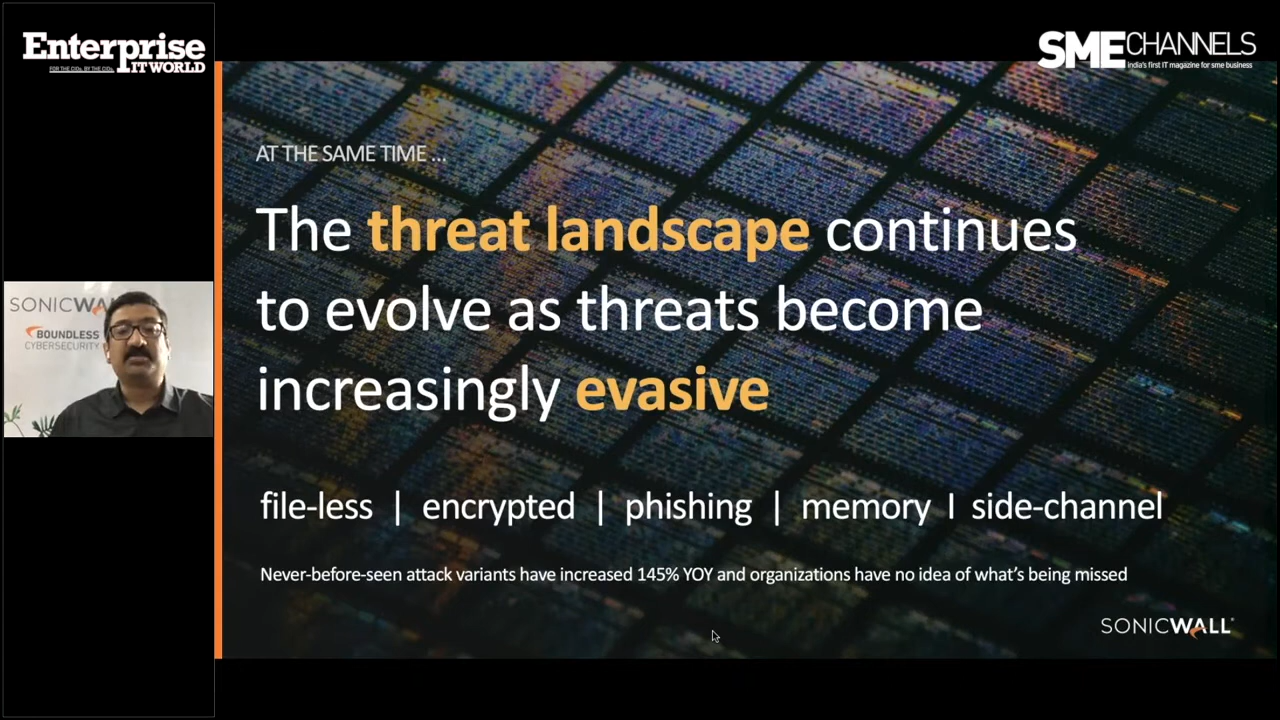 Enterprise
FOR THE CIOs. BY THE CIOs.
IT WORLD
SME CHANNELS
India's first IT magazine for sme business
AT THE SAME TIME ...
The threat landscape continues
to evolve as threats become
increasingly evasive
file-less | encrypted | phishing | memory I side-channel
Never-before-seen attack variants have increased 145% YOY and organizations have no idea of what's being missed
SONICWALL
SONICWA
BOUNDLESS
CYBERSECURITY